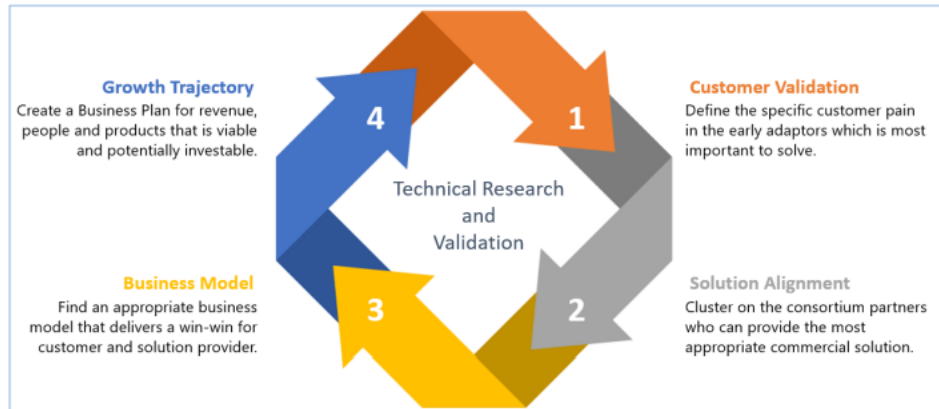 Growth Trajectory
Create a Business Plan for revenue,
people and products that is viable
and potentially investable.
4
1
Customer Validation
Define the specific customer pain
in the early adaptors which is most
important to solve.
Technical Research
and
Validation
Business Model
Find an appropriate business
model that delivers a win-win for
customer and solution provider.
3
2
Solution Alignment
Cluster on the consortium partners
who can provide the most
appropriate commercial solution.